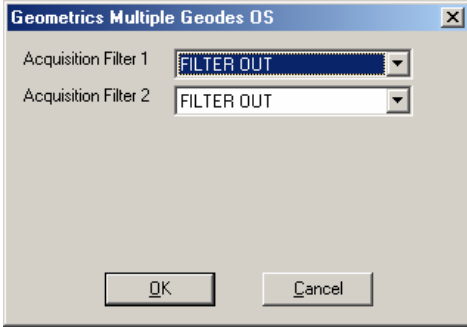 Geometrics Multiple Geodes OS
Acquisition Filter 1 FILTER OUT
Acquisition Filter 2 FILTER OUT
OK Cancel